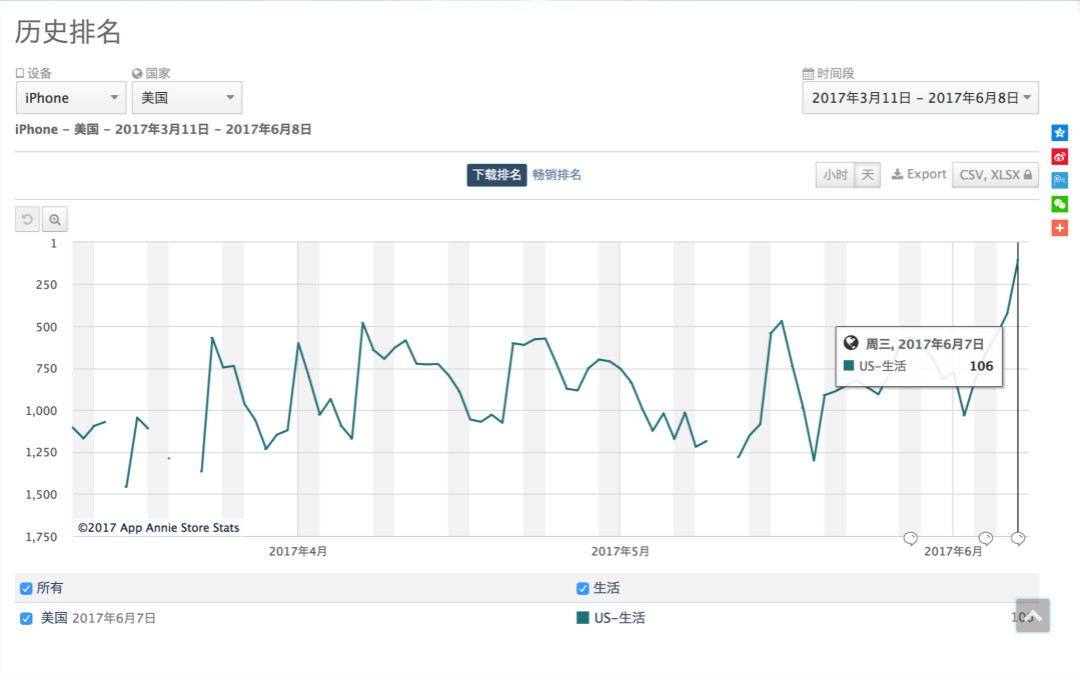 历史排名
设备 国家 时间段
iPhone 美国 2017年3月11日 - 2017年6月8日
iPhone - 美国 - 2017年3月11日 - 2017年6月8日
下载排名 畅销排名 小时 天 Export CSV, XLSX
1
250
500
750
1,000
1,250
1,500
1,750
周三, 2017年6月7日
US-生活 106
©2017 App Annie Store Stats
2017年4月 2017年5月 2017年6月
所有 生活
美国 2017年6月7日 US-生活